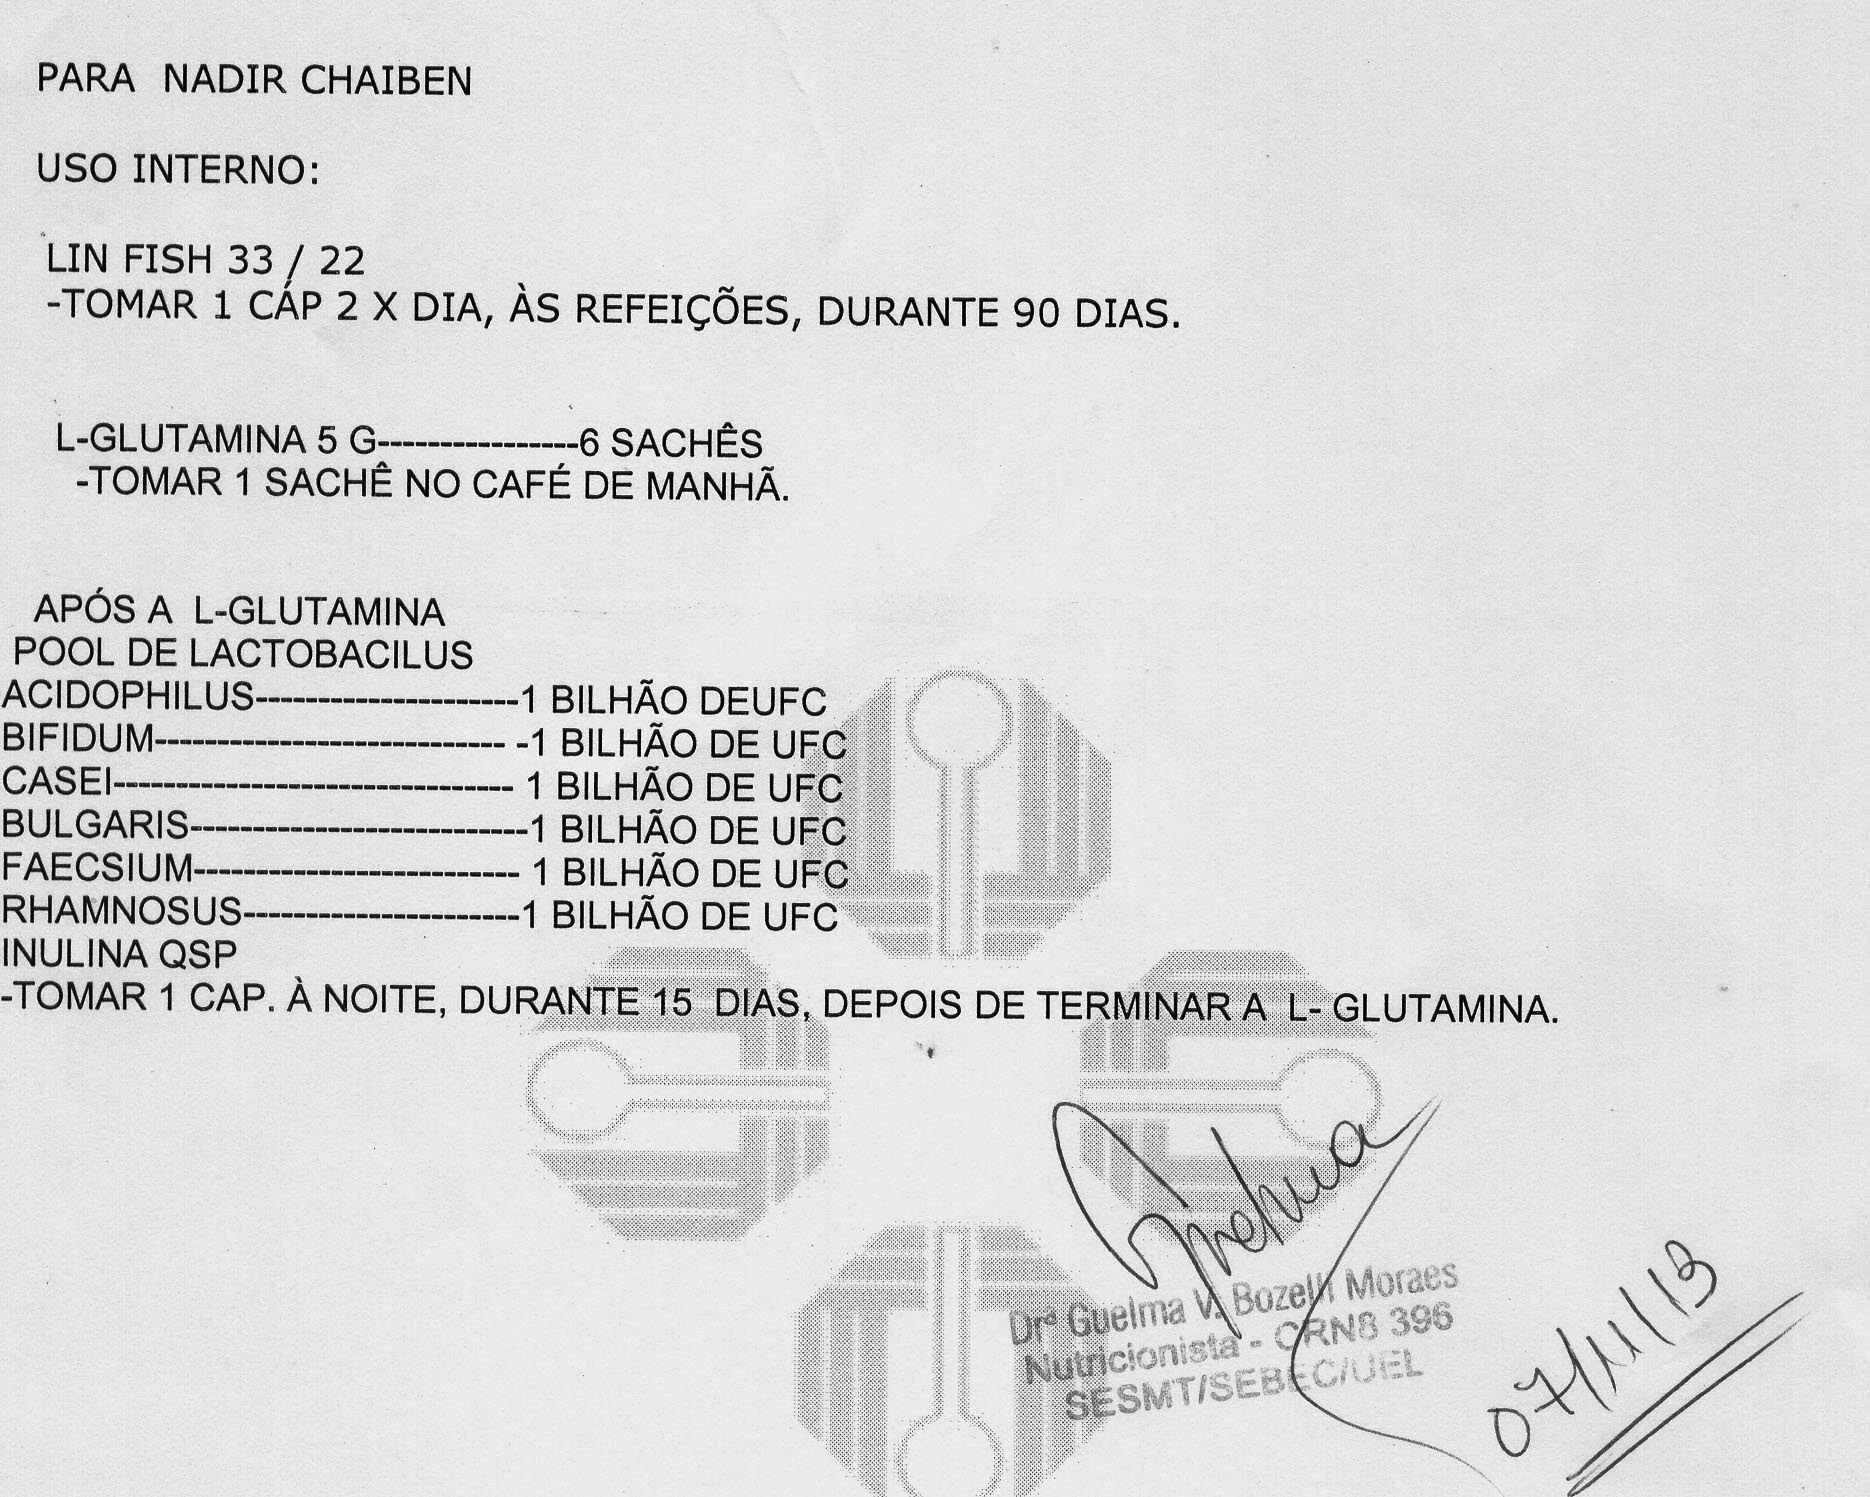 PARA NADIR CHAIBEN
USO INTERNO:
LIN FISH 33 / 22
-TOMAR 1 CÁP 2 X DIA, ÀS REFEIÇÕES, DURANTE 90 DIAS.
L-GLUTAMINA 5 G----------------6 SACHÊS
-TOMAR 1 SACHÊ NO CAFÉ DE MANHÃ.
APÓS A L-GLUTAMINA
POOL DE LACTOBACILUS
ACIDOPHILUS---------------------1 BILHÃO DEUFC
BIFIDUM---------------------------- -1 BILHÃO DE UFC
CASEI-------------------------------- 1 BILHÃO DE UFC
BULGARIS---------------------------1 BILHÃO DE UFC
FAECSIUM-------------------------- 1 BILHÃO DE UFC
RHAMNOSUS----------------------1 BILHÃO DE UFC
INULINA QSP
-TOMAR 1 CAP. À NOITE, DURANTE 15 DIAS, DEPOIS DE TERMINAR A L- GLUTAMINA.
Guelma
Drª Guelma V. Bozelli Moraes
Nutricionista - CRN8 396
SESMT/SEBEC/UEL
07/11/13